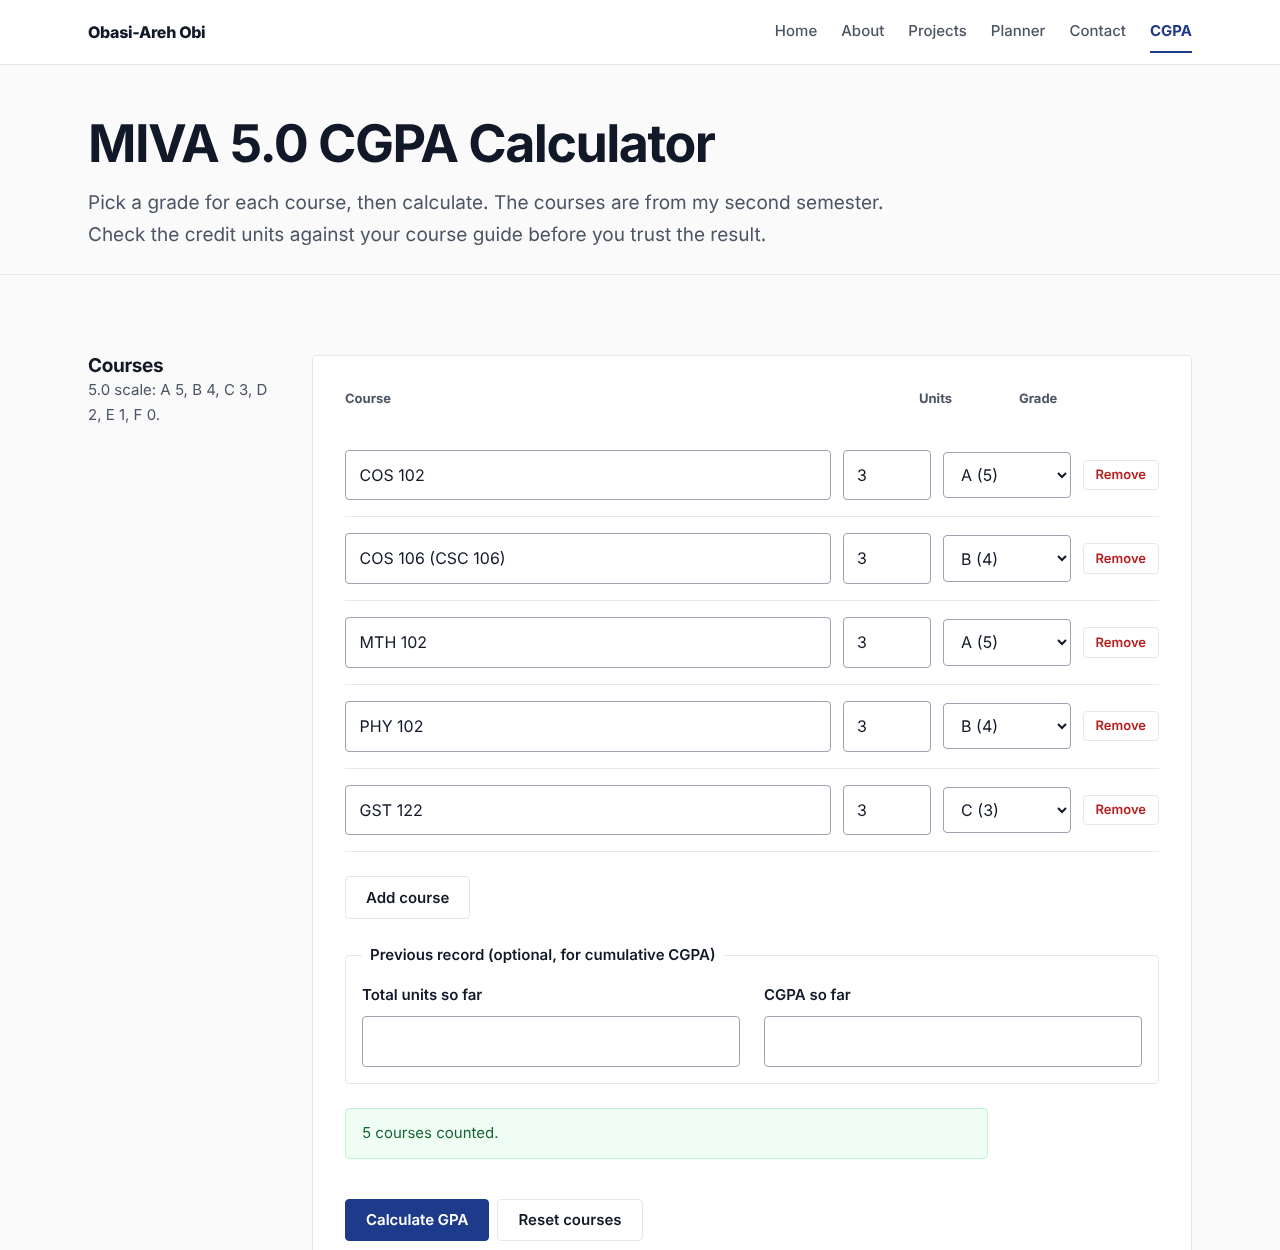 Obasi-Areh Obi
Home About Projects Planner Contact CGPA
MIVA 5.0 CGPA Calculator
Pick a grade for each course, then calculate. The courses are from my second semester.
Check the credit units against your course guide before you trust the result.
Courses
5.0 scale: A 5, B 4, C 3, D
2, E 1, F 0.
Course Units Grade
COS 102 3 A (5) Remove
COS 106 (CSC 106) 3 B (4) Remove
MTH 102 3 A (5) Remove
PHY 102 3 B (4) Remove
GST 122 3 C (3) Remove
Add course
Previous record (optional, for cumulative CGPA)
Total units so far CGPA so far
5 courses counted.
Calculate GPA Reset courses